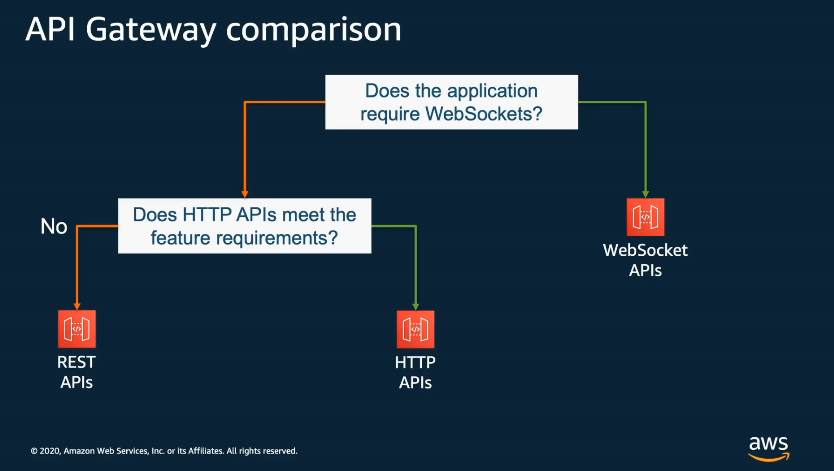 API Gateway comparison
Does the application
require WebSockets?
Does HTTP APIs meet the
feature requirements?
No
WebSocket
APIs
REST
APIs
HTTP
APIs
© 2020, Amazon Web Services, Inc. or its Affiliates. All rights reserved.
aws